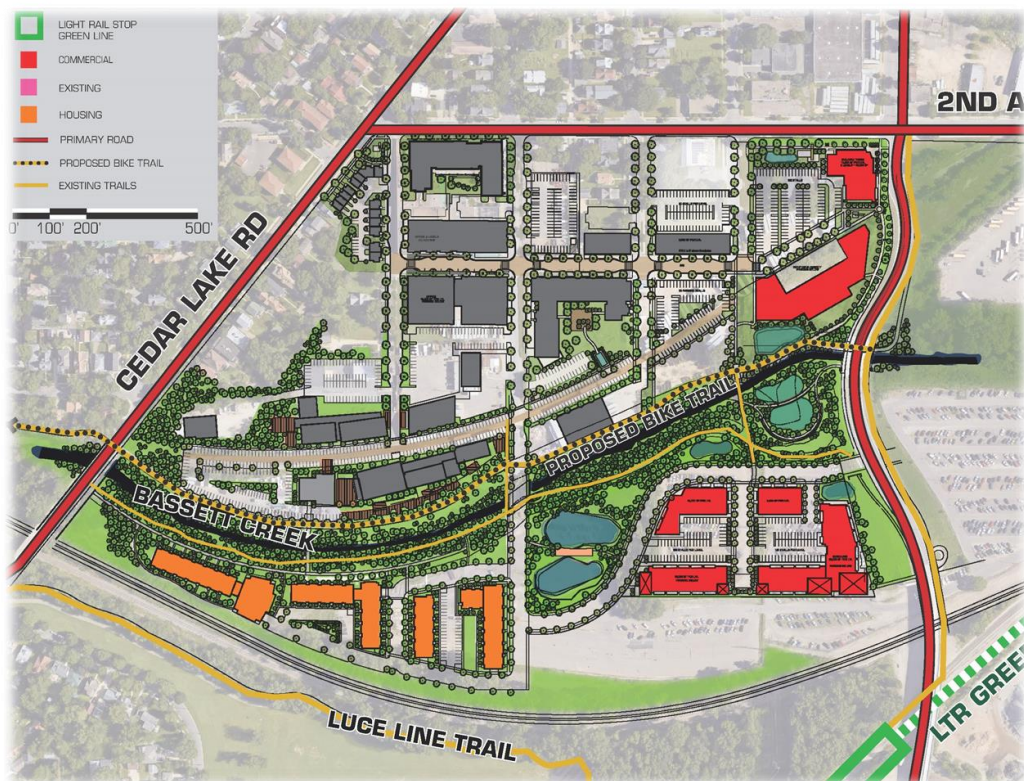 LIGHT RAIL STOP
GREEN LINE
COMMERCIAL
EXISTING
HOUSING
PRIMARY ROAD
PROPOSED BIKE TRAIL
EXISTING TRAILS
0' 100' 200' 500'
2ND A
CEDAR LAKE RD
PROPOSED BIKE TRAIL
BASSETT CREEK
LUCE LINE TRAIL
LTR GREE